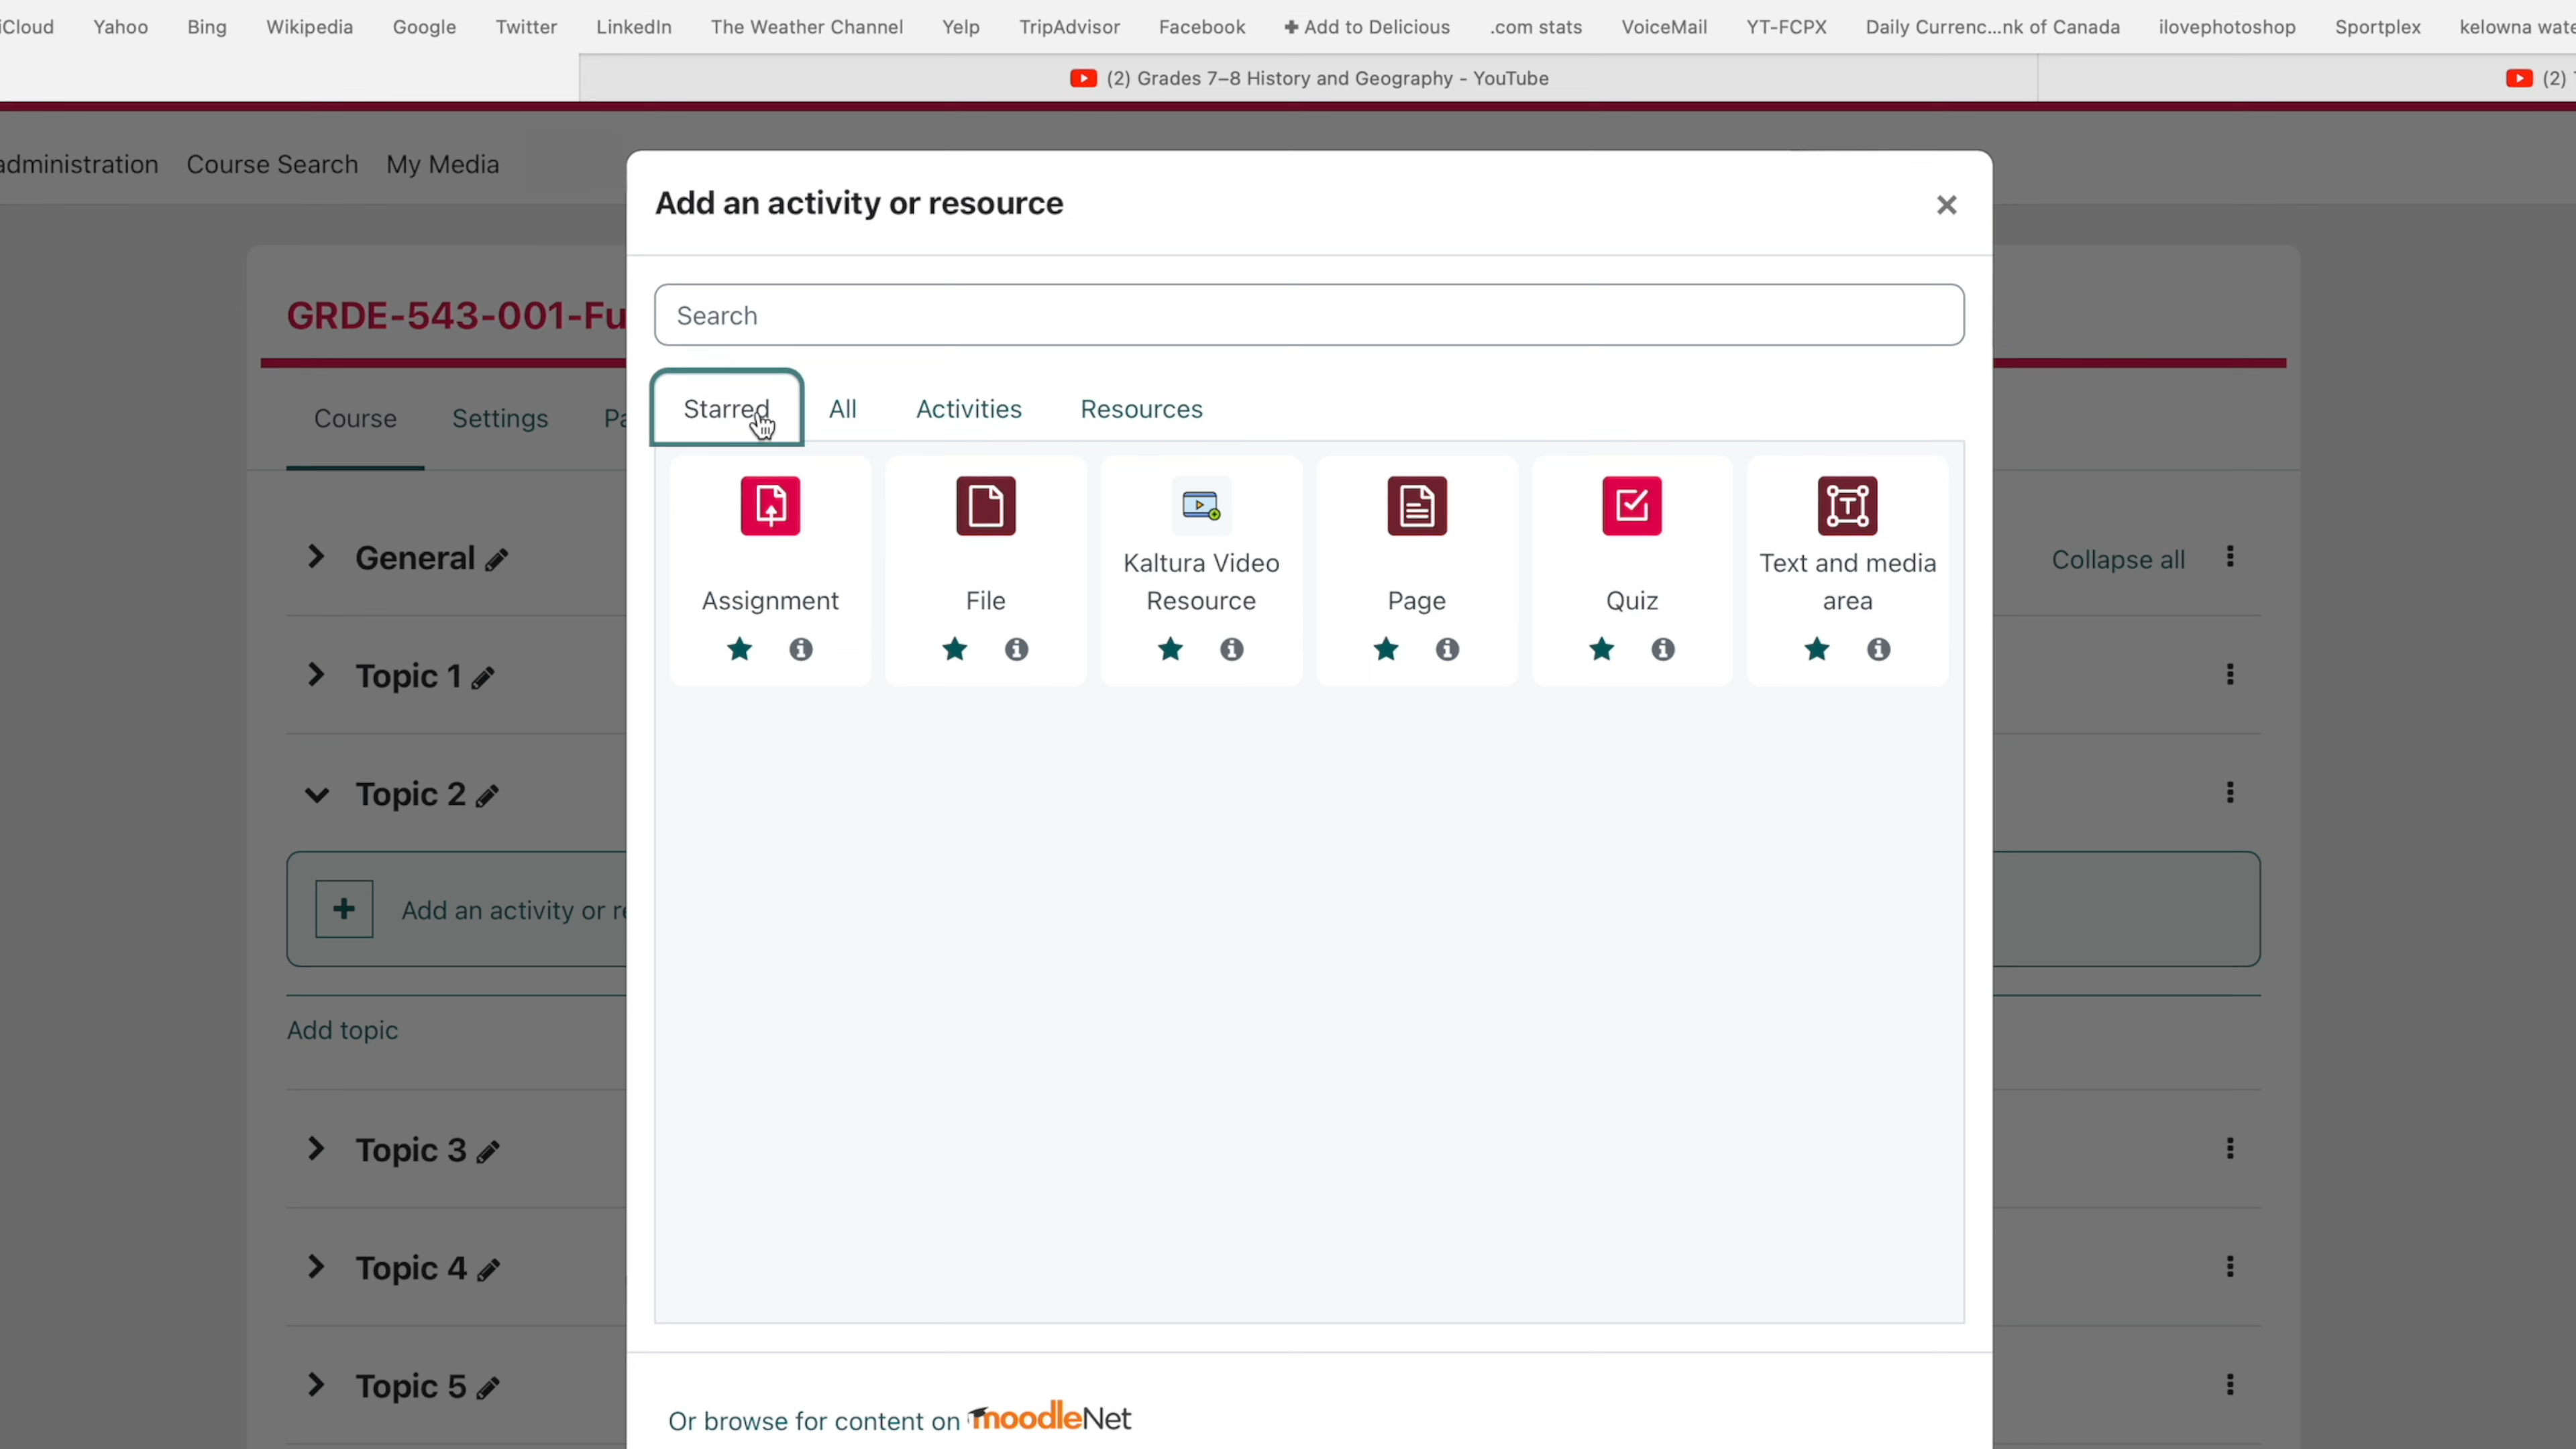 iCloud Yahoo Bing Wikipedia Google Twitter LinkedIn The Weather Channel Yelp TripAdvisor Facebook + Add to Delicious .com stats VoiceMail YT-FCPX Daily Currenc...nk of Canada ilovephotoshop Sportplex kelowna wate
(2) Grades 7–8 History and Geography - YouTube (2)
administration Course Search My Media
Add an activity or resource
GRDE-543-001-Fu
Search
Course Settings Pa
Starred All Activities Resources
Assignment
File
Kaltura Video
Resource
Page
Quiz
Text and media
area
General
Collapse all
Topic 1
Topic 2
Add an activity or re
Add topic
Topic 3
Topic 4
Topic 5
Or browse for content on moodleNet